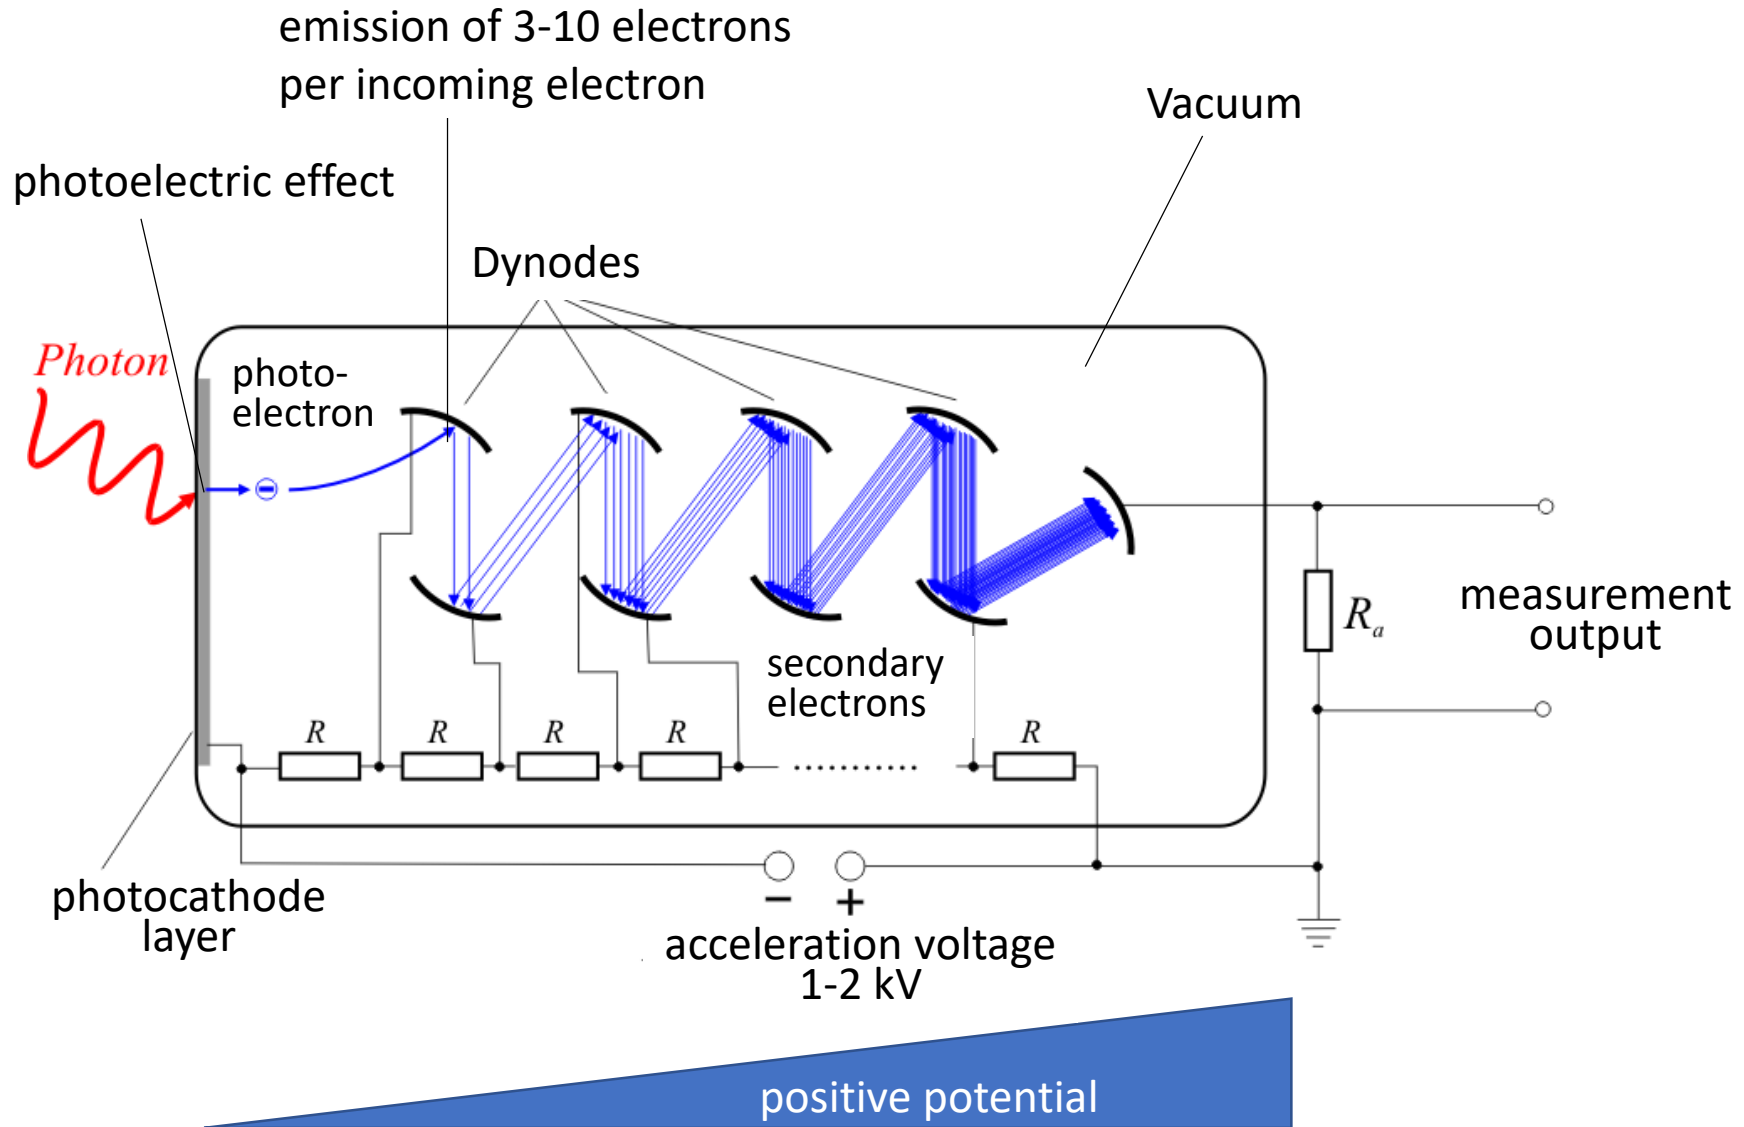 emission of 3-10 electrons
per incoming electron
Vacuum
photoelectric effect
Dynodes
Photon
photo-
electron
secondary
electrons
R
R
R
R
R
R_a
measurement
output
photocathode
layer
− +
acceleration voltage
1-2 kV
positive potential